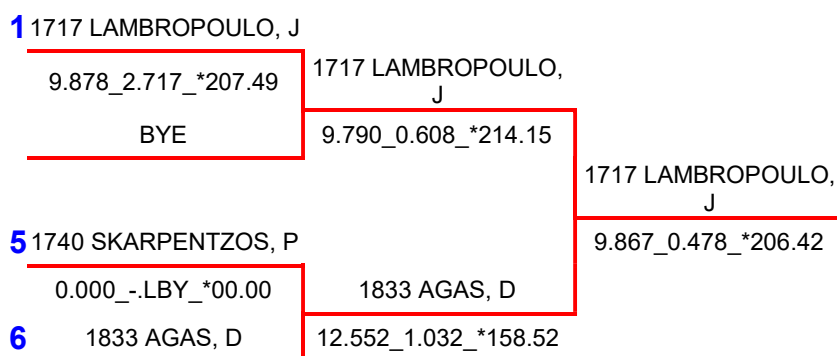 1 1717 LAMBROPOULO, J
9.878_2.717_*207.49
BYE
1717 LAMBROPOULO,
J
9.790_0.608_*214.15
1717 LAMBROPOULO,
J
9.867_0.478_*206.42
5 1740 SKARPENTZOS, P
0.000_-.LBY_*00.00
1833 AGAS, D
6 1833 AGAS, D
12.552_1.032_*158.52